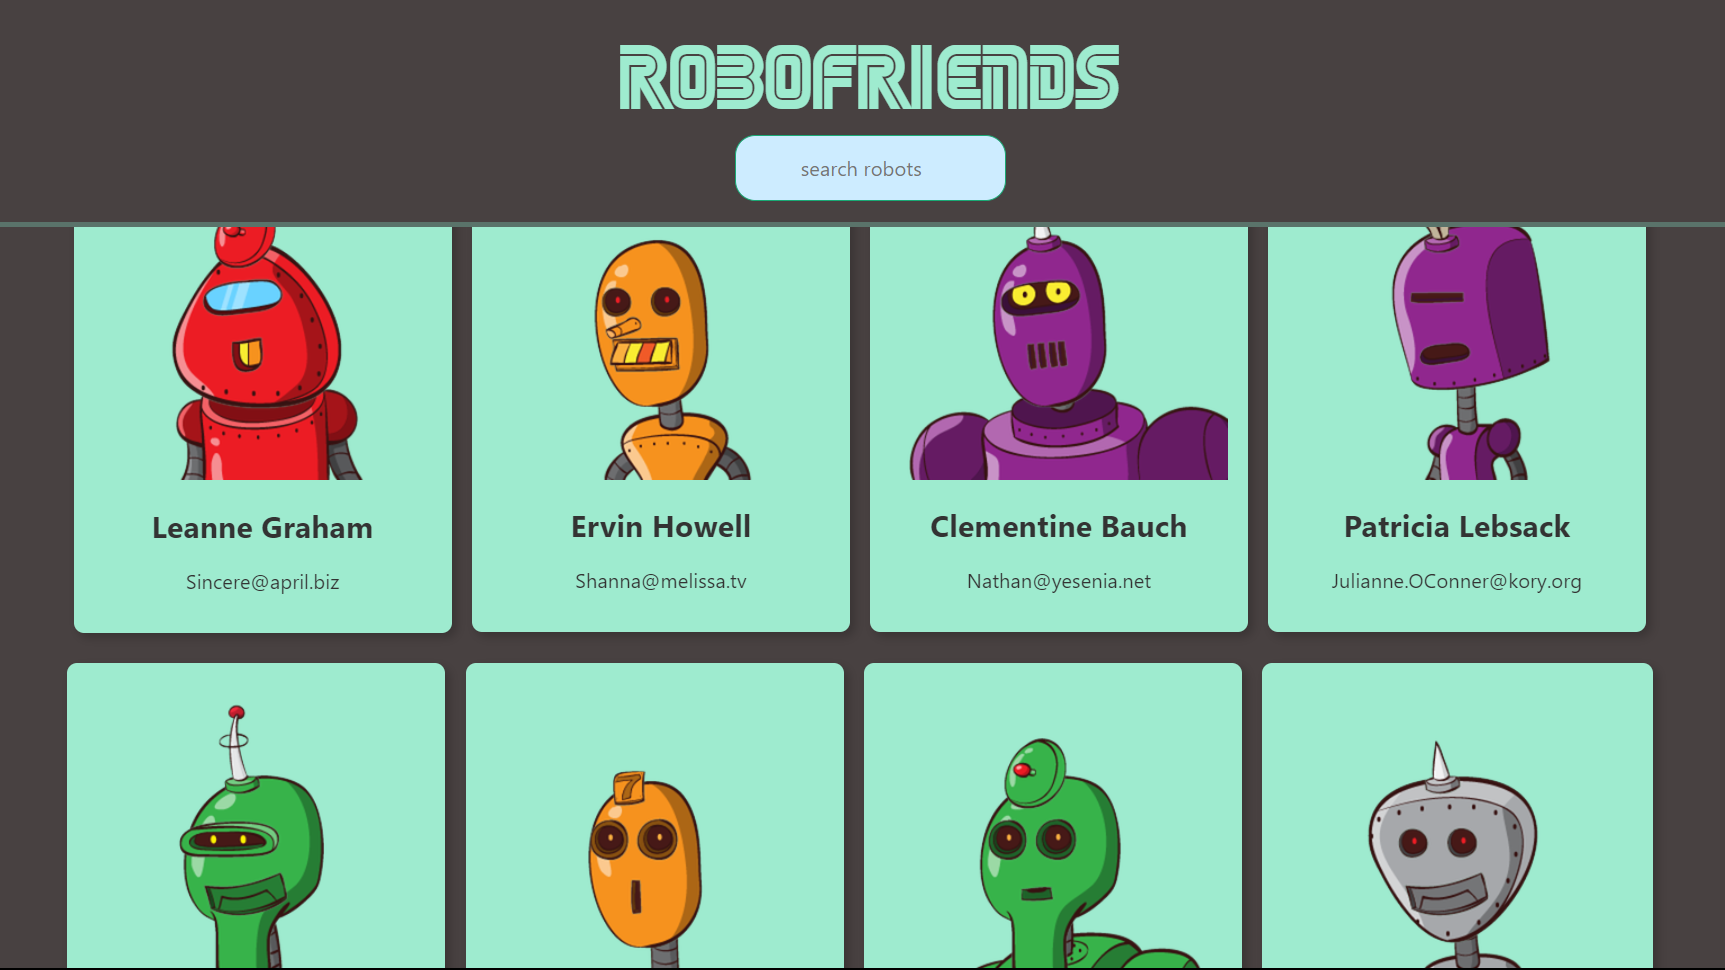 ROBOFRIENDS
search robots
Leanne Graham
Ervin Howell
Clementine Bauch
Patricia Lebsack
Sincere@april.biz
Shanna@melissa.tv
Nathan@yesenia.net
Julianne.OConner@kory.org
7